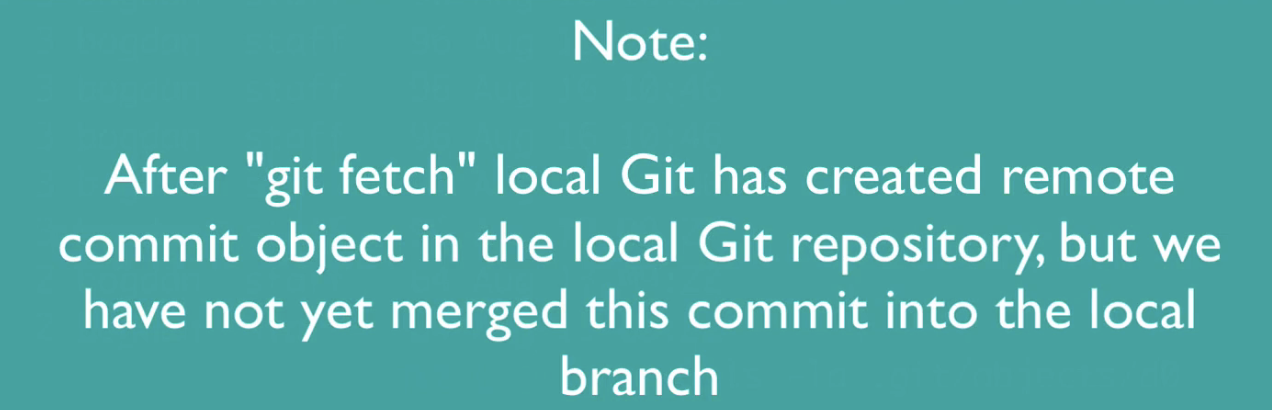 Note:
After "git fetch" local Git has created remote
commit object in the local Git repository, but we
have not yet merged this commit into the local
branch